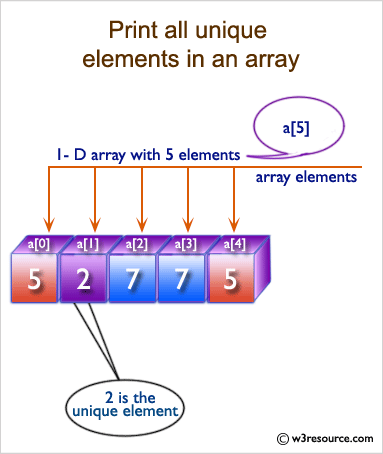 Print all unique
elements in an array
a[5]
1- D array with 5 elements
array elements
a[0] a[1] a[2] a[3] a[4]
5 2 7 7 5
2 is the
unique element
© w3resource.com